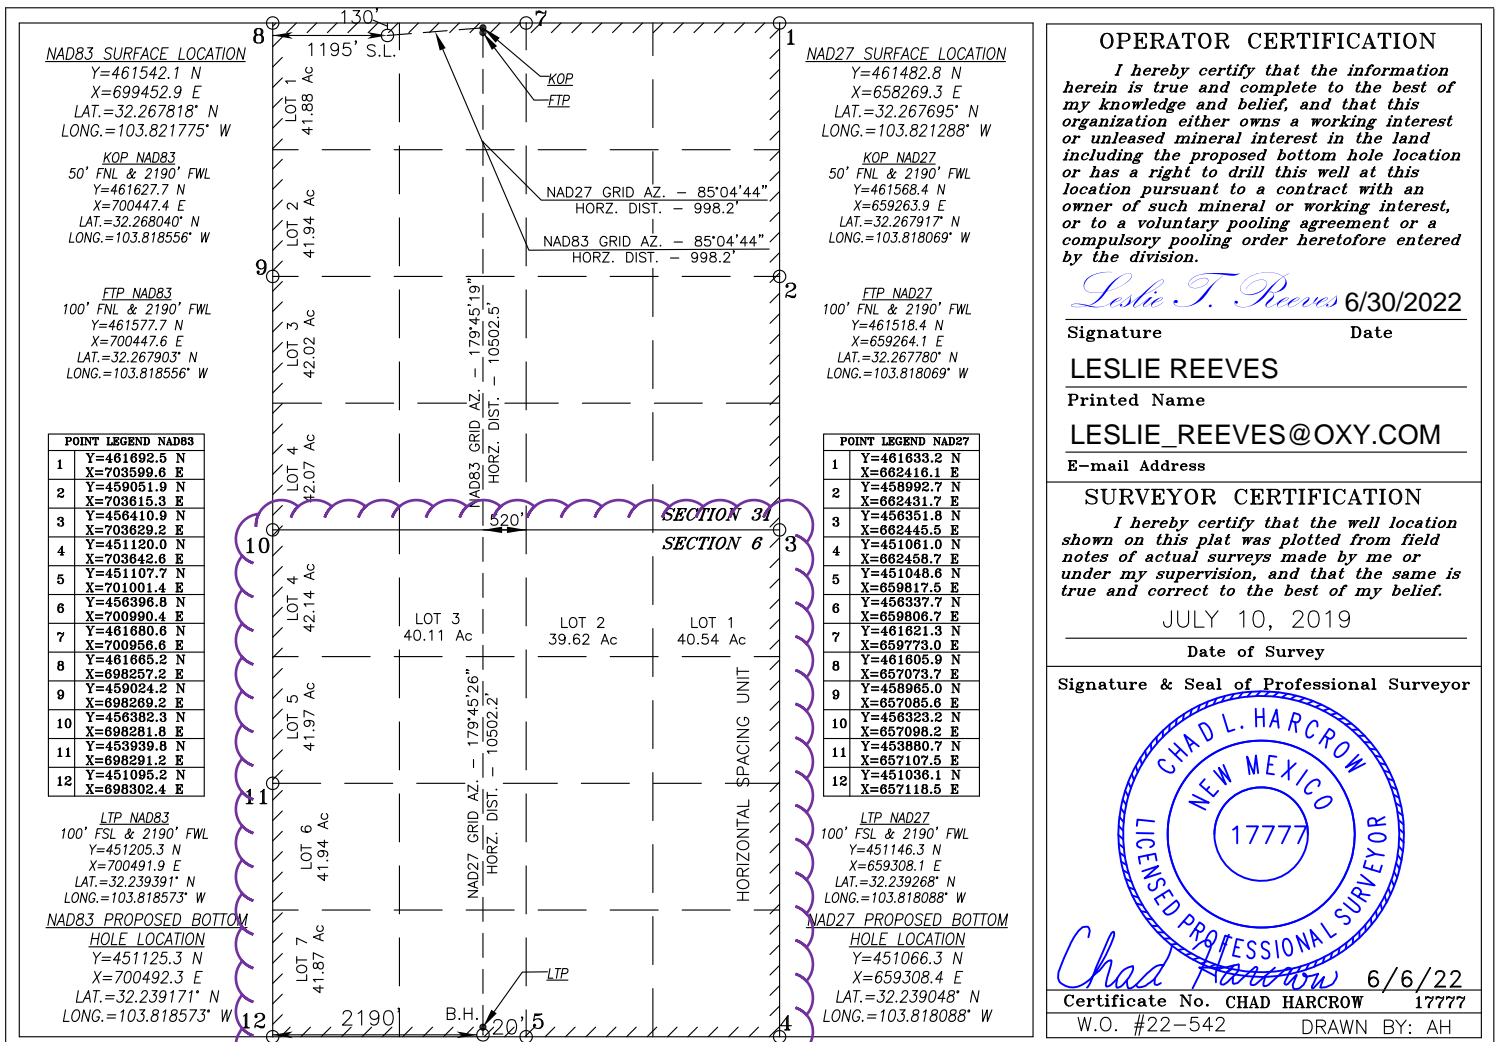 NAD83 SURFACE LOCATION
Y=461542.1 N
X=699452.9 E
LAT.=32.267818° N
LONG.=103.821775° W
KOP NAD83
50' FNL & 2190' FWL
Y=461627.7 N
X=700447.4 E
LAT.=32.268040° N
LONG.=103.818556° W
FTP NAD83
100' FNL & 2190' FWL
Y=461577.7 N
X=700447.6 E
LAT.=32.267903° N
LONG.=103.818556° W
POINT LEGEND NAD83
1 Y=461692.5 N
X=703599.6 E
2 Y=459051.9 N
X=703615.3 E
3 Y=456410.9 N
X=703629.2 E
4 Y=451120.0 N
X=703642.6 E
5 Y=451107.7 N
X=701001.4 E
6 Y=456396.8 N
X=700990.4 E
7 Y=461680.6 N
X=700956.6 E
8 Y=461665.2 N
X=698257.2 E
9 Y=459024.2 N
X=698269.2 E
10 Y=456382.3 N
X=698281.8 E
11 Y=453939.8 N
X=698291.2 E
12 Y=451095.2 N
X=698302.4 E
LTP NAD83
100' FSL & 2190' FWL
Y=451205.3 N
X=700491.9 E
LAT.=32.239391° N
LONG.=103.818573° W
NAD83 PROPOSED BOTTOM
HOLE LOCATION
Y=451125.3 N
X=700492.3 E
LAT.=32.239171° N
LONG.=103.818573° W
130'
8
7
1
1195' S.L.
KOP
FTP
LOT 1
41.88 Ac
NAD27 GRID AZ. - 85°04'44"
HORZ. DIST. - 998.2'
LOT 2
41.94 Ac
NAD83 GRID AZ. - 85°04'44"
HORZ. DIST. - 998.2'
9
2
LOT 3
42.02 Ac
NAD83 GRID AZ. - 179°45'19"
HORZ. DIST. - 10502.5'
LOT 4
42.07 Ac
520'
SECTION 31
SECTION 6
10
3
LOT 4
42.14 Ac
LOT 3
40.11 Ac
LOT 2
39.62 Ac
LOT 1
40.54 Ac
LOT 5
41.97 Ac
NAD27 GRID AZ. - 179°45'26"
HORZ. DIST. - 10502.2'
HORIZONTAL SPACING UNIT
11
LOT 6
41.94 Ac
LOT 7
41.87 Ac
LTP
2190'
B.H.
20'
12
5
4
NAD27 SURFACE LOCATION
Y=461482.8 N
X=658269.3 E
LAT.=32.267695° N
LONG.=103.821288° W
KOP NAD27
50' FNL & 2190' FWL
Y=461568.4 N
X=659263.9 E
LAT.=32.267917° N
LONG.=103.818069° W
FTP NAD27
100' FNL & 2190' FWL
Y=461518.4 N
X=659264.1 E
LAT.=32.267780° N
LONG.=103.818069° W
POINT LEGEND NAD27
1 Y=461633.2 N
X=662416.1 E
2 Y=458992.7 N
X=662431.7 E
3 Y=456351.8 N
X=662445.5 E
4 Y=451061.0 N
X=662458.7 E
5 Y=451048.6 N
X=659817.5 E
6 Y=456337.7 N
X=659806.7 E
7 Y=461621.3 N
X=659773.0 E
8 Y=461605.9 N
X=657073.7 E
9 Y=458965.0 N
X=657085.6 E
10 Y=456323.2 N
X=657098.2 E
11 Y=453880.7 N
X=657107.5 E
12 Y=451036.1 N
X=657118.5 E
LTP NAD27
100' FSL & 2190' FWL
Y=451146.3 N
X=659308.1 E
LAT.=32.239268° N
LONG.=103.818088° W
NAD27 PROPOSED BOTTOM
HOLE LOCATION
Y=451066.3 N
X=659308.4 E
LAT.=32.239048° N
LONG.=103.818088° W
OPERATOR CERTIFICATION
I hereby certify that the information
herein is true and complete to the best of
my knowledge and belief, and that this
organization either owns a working interest
or unleased mineral interest in the land
including the proposed bottom hole location
or has a right to drill this well at this
location pursuant to a contract with an
owner of such mineral or working interest,
or to a voluntary pooling agreement or a
compulsory pooling order heretofore entered
by the division.
Leslie T. Reeves 6/30/2022
Signature Date
LESLIE REEVES
Printed Name
LESLIE_REEVES@OXY.COM
E-mail Address
SURVEYOR CERTIFICATION
I hereby certify that the well location
shown on this plat was plotted from field
notes of actual surveys made by me or
under my supervision, and that the same is
true and correct to the best of my belief.
JULY 10, 2019
Date of Survey
Signature & Seal of Professional Surveyor
CHAD L. HARCROW
NEW MEXICO
17777
LICENSED PROFESSIONAL SURVEYOR
Chad Harcrow 6/6/22
Certificate No. CHAD HARCROW 17777
W.O. #22-542 DRAWN BY: AH